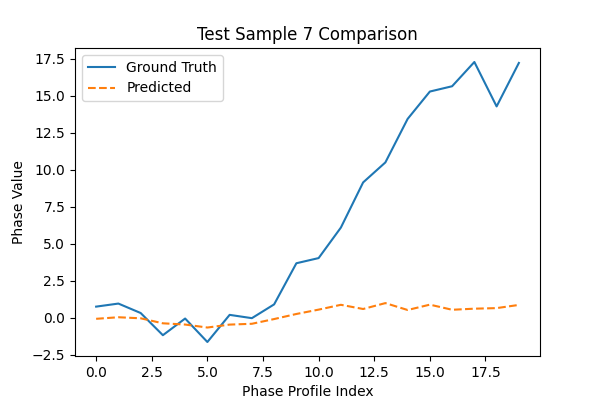 Test Sample 7 Comparison
Ground Truth
Predicted
17.5
15.0
12.5
10.0
7.5
5.0
2.5
0.0
−2.5
Phase Value
0.0 2.5 5.0 7.5 10.0 12.5 15.0 17.5
Phase Profile Index